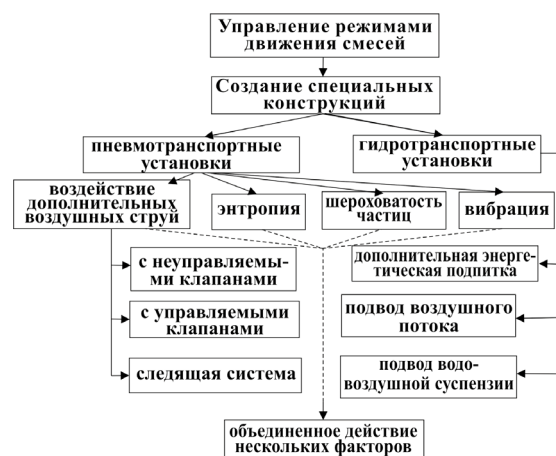 Управление режимами
движения смесей
Создание специальных
конструкций
пневмотранспортные
установки
гидротранспортные
установки
воздействие
дополнительных
воздушных струй
энтропия
шероховатость
частиц
вибрация
с неуправляемы-
ми клапанами
дополнительная энерге-
тическая подпитка
с управляемыми
клапанами
подвод воздушного
потока
следящая система
подвод водо-
воздушной суспензии
объединенное действие
нескольких факторов